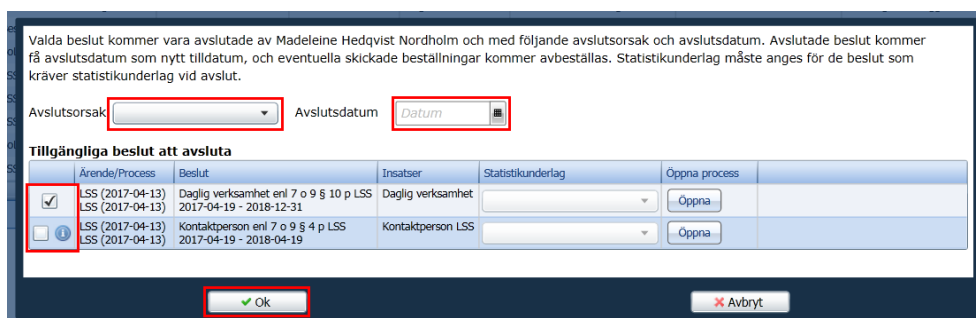 Valda beslut kommer vara avslutade av Madeleine Hedqvist Nordholm och med följande avslutsorsak och avslutsdatum. Avslutade beslut kommer
få avslutsdatum som nytt tilldatum, och eventuella skickade beställningar kommer avbeställas. Statistikunderlag måste anges för de beslut som
kräver statistikunderlag vid avslut.
Avslutsorsak Avslutsdatum Datum
Tillgängliga beslut att avsluta
Ärende/Process Beslut Insatser Statistikunderlag Öppna process
LSS (2017-04-13) Daglig verksamhet enl 7 o 9 § 10 p LSS Daglig verksamhet Öppna
LSS (2017-04-13) 2017-04-19 - 2018-12-31
LSS (2017-04-13) Kontaktperson enl 7 o 9 § 4 p LSS Kontaktperson LSS Öppna
LSS (2017-04-13) 2017-04-19 - 2018-04-19
Ok Avbryt